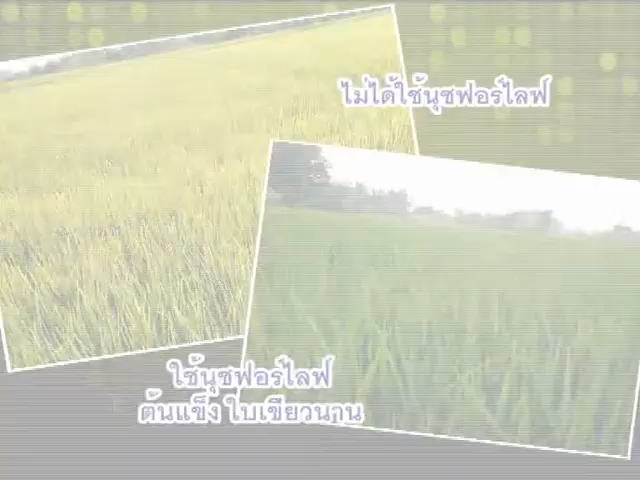 ไม่ได้ใช้นุชฟอร์ไลฟ์
ใช้นุชฟอร์ไลฟ์
ต้นแข็ง ใบเขียวนาน